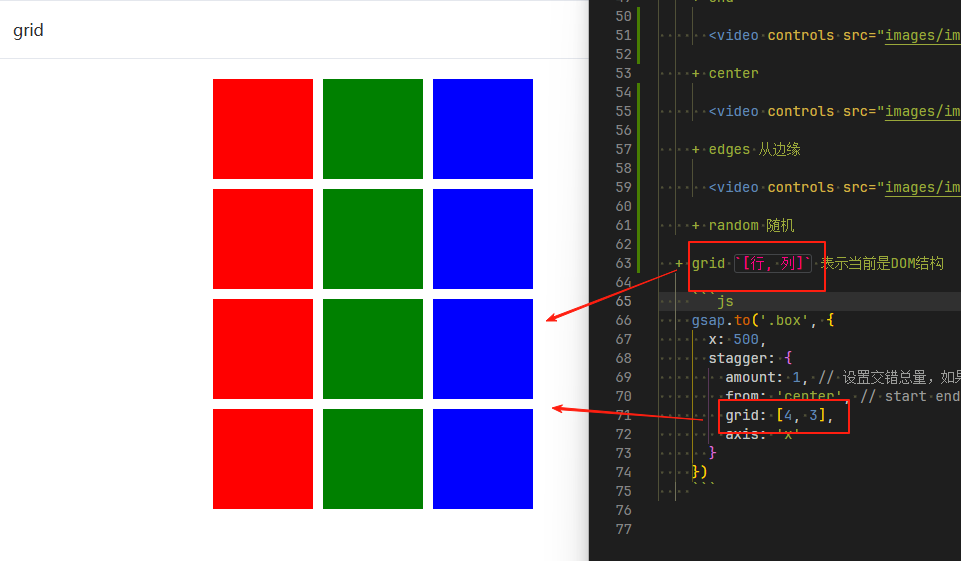 grid
50
51 <video controls src="images/im
52
53 + center
54
55 <video controls src="images/im
56
57 + edges 从边缘
58
59 <video controls src="images/im
60
61 + random 随机
62
63 + grid `[行, 列]` 表示当前是DOM结构
64
65 ```js
66 gsap.to('.box', {
67 x: 500,
68 stagger: {
69 amount: 1, // 设置交错总量，如果
70 from: 'center', // start end
71 grid: [4, 3],
72 axis: 'x'
73 }
74 })
75 ```
76
77